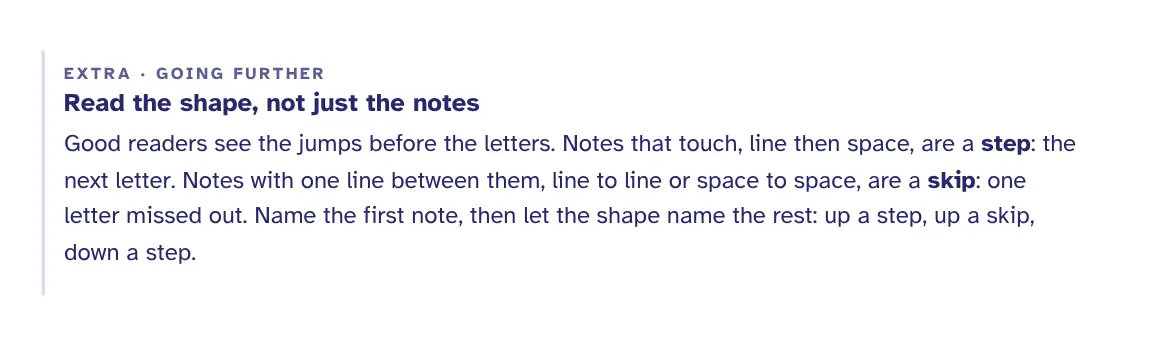 EXTRA · GOING FURTHER
Read the shape, not just the notes
Good readers see the jumps before the letters. Notes that touch, line then space, are a step: the
next letter. Notes with one line between them, line to line or space to space, are a skip: one
letter missed out. Name the first note, then let the shape name the rest: up a step, up a skip,
down a step.